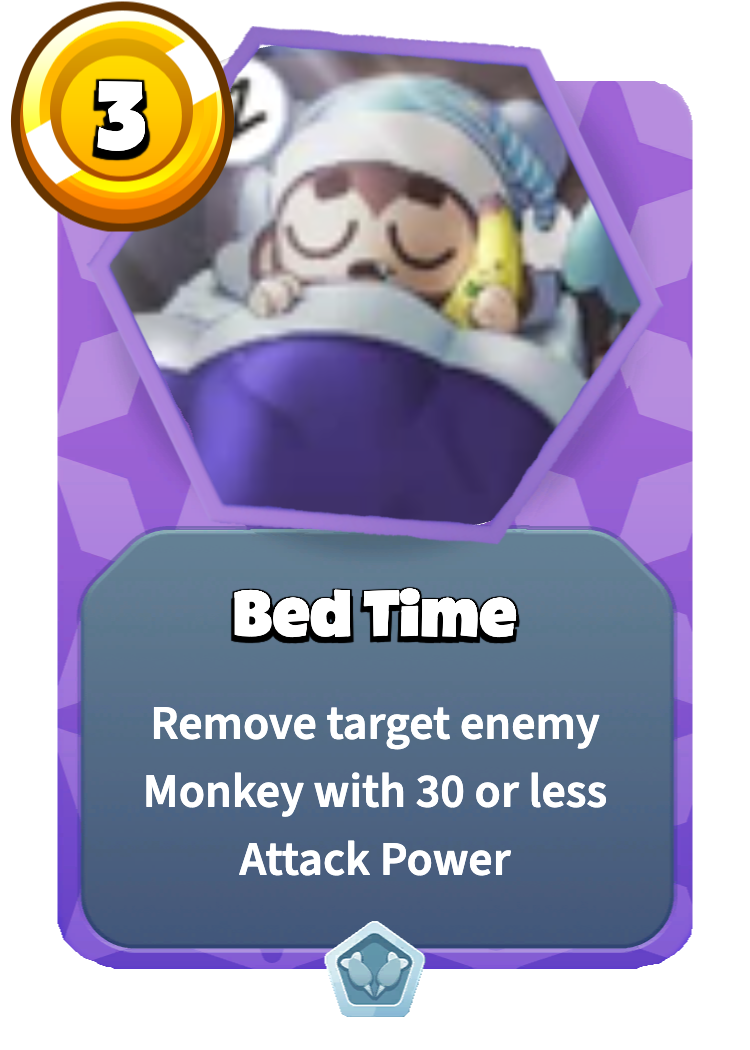 3
Z
Bed Time
Remove target enemy
Monkey with 30 or less
Attack Power